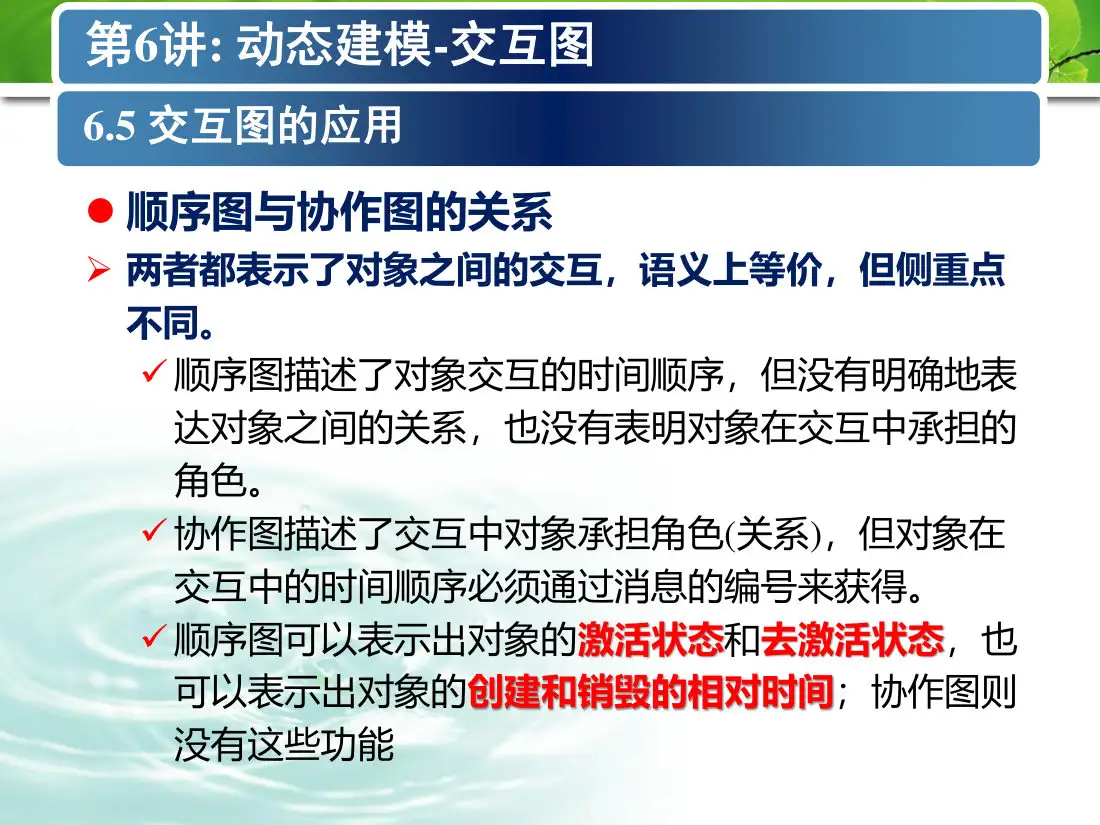 第6讲: 动态建模-交互图
6.5 交互图的应用
顺序图与协作图的关系
两者都表示了对象之间的交互，语义上等价，但侧重点
不同。
顺序图描述了对象交互的时间顺序，但没有明确地表
达对象之间的关系，也没有表明对象在交互中承担的
角色。
协作图描述了交互中对象承担角色(关系)，但对象在
交互中的时间顺序必须通过消息的编号来获得。
顺序图可以表示出对象的激活状态和去激活状态，也
可以表示出对象的创建和销毁的相对时间；协作图则
没有这些功能